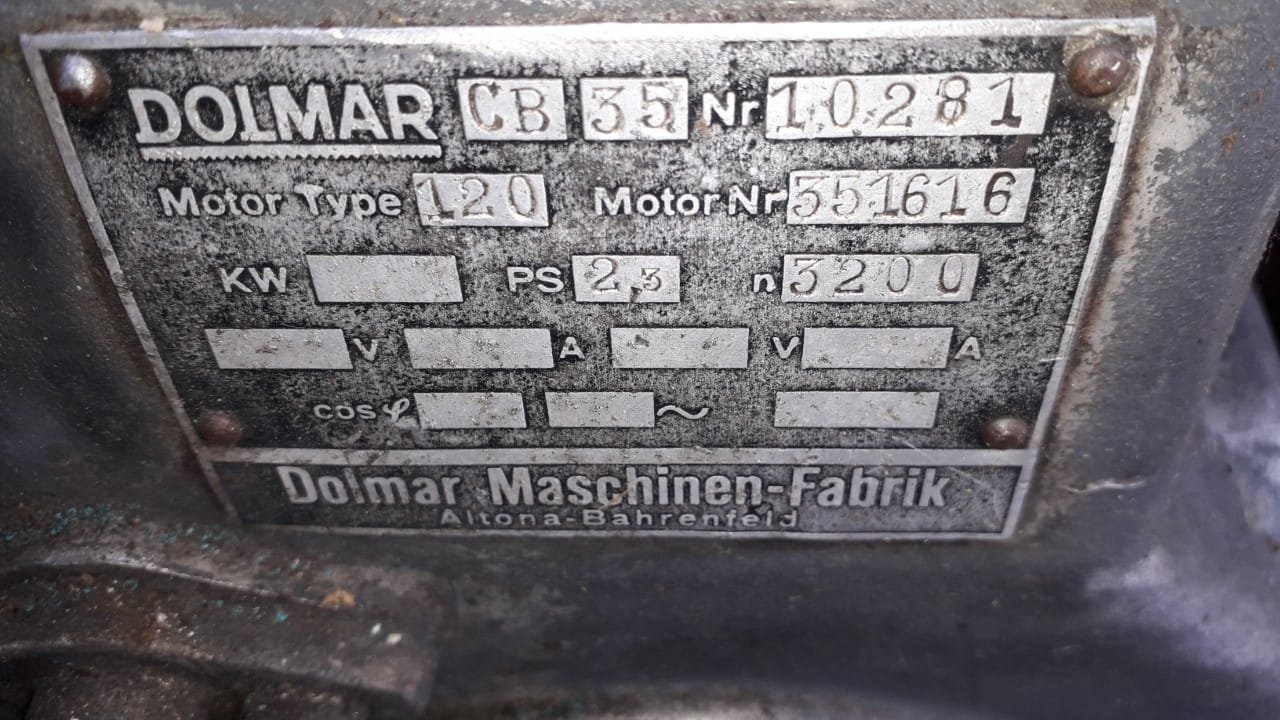 DOLMAR CB 35 Nr 10281
Motor Type 120 Motor Nr 351616
KW PS 2,3 n 3200
V A V A
cos φ ~
Dolmar Maschinen-Fabrik
Altona-Bahrenfeld